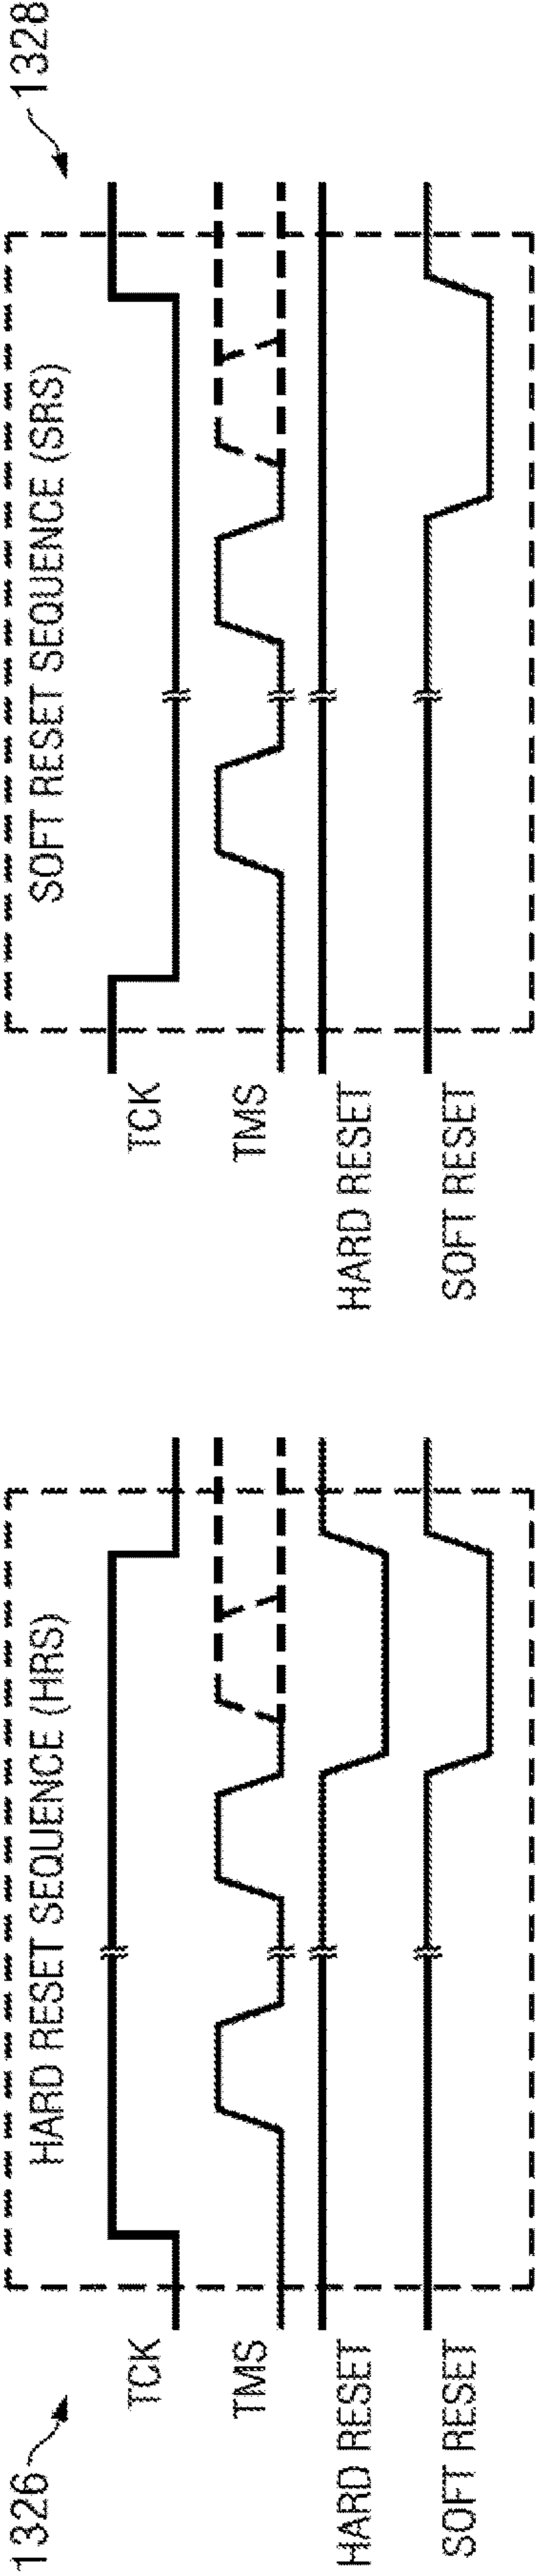 1326
HARD RESET SEQUENCE (HRS)
TCK
TMS
HARD RESET
SOFT RESET
1328
SOFT RESET SEQUENCE (SRS)
TCK
TMS
HARD RESET
SOFT RESET